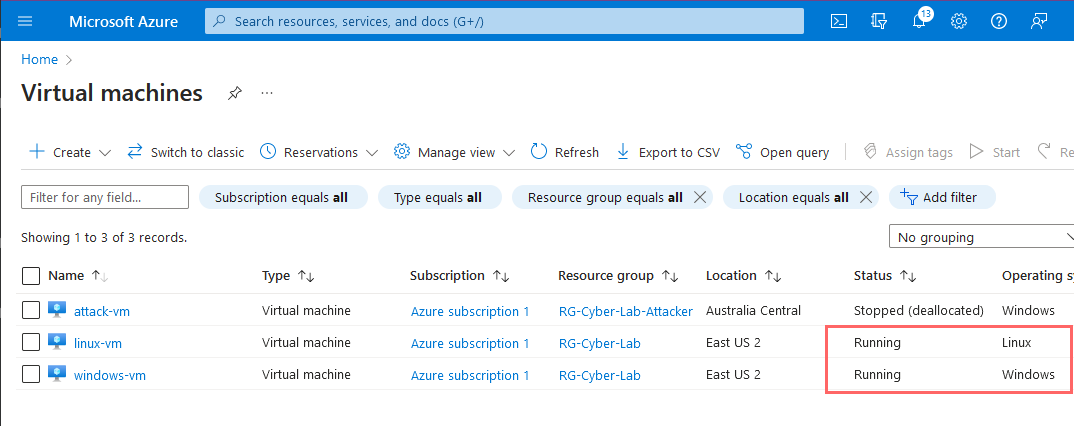 Microsoft Azure Search resources, services, and docs (G+/) 13
Home
Virtual machines ...
Create Switch to classic Reservations Manage view Refresh Export to CSV Open query Assign tags Start Re
Filter for any field... Subscription equals all Type equals all Resource group equals all Location equals all Add filter
Showing 1 to 3 of 3 records. No grouping
Name Type Subscription Resource group Location Status Operating sy
attack-vm Virtual machine Azure subscription 1 RG-Cyber-Lab-Attacker Australia Central Stopped (deallocated) Windows
linux-vm Virtual machine Azure subscription 1 RG-Cyber-Lab East US 2 Running Linux
windows-vm Virtual machine Azure subscription 1 RG-Cyber-Lab East US 2 Running Windows